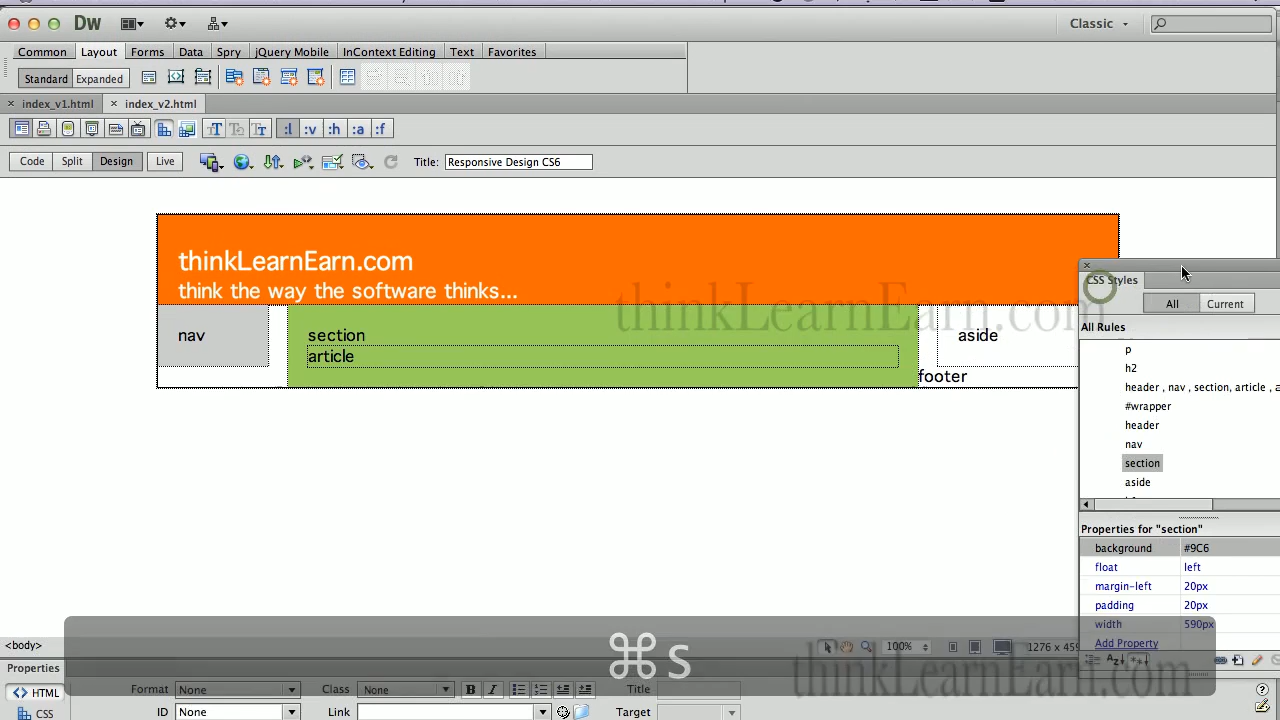 Dw
Classic
Common Layout Forms Data Spry jQuery Mobile InContext Editing Text Favorites
Standard Expanded
index_v1.html index_v2.html
:l :v :h :a :f
Code Split Design Live Title: Responsive Design CS6
thinkLearnEarn.com
think the way the software thinks...
thinkLearnEarn.com
nav section aside
article
footer
CSS Styles
All Current
All Rules
p
h2
header , nav , section, article , a
#wrapper
header
nav
section
aside
Properties for "section"
background #9C6
float left
margin-left 20px
padding 20px
width 590px
Add Property
<body> 100% 1276 x 459
⌘ S
thinkLearnEarn.com
Properties
<> HTML Format None Class None B I Title
CSS ID None Link Target